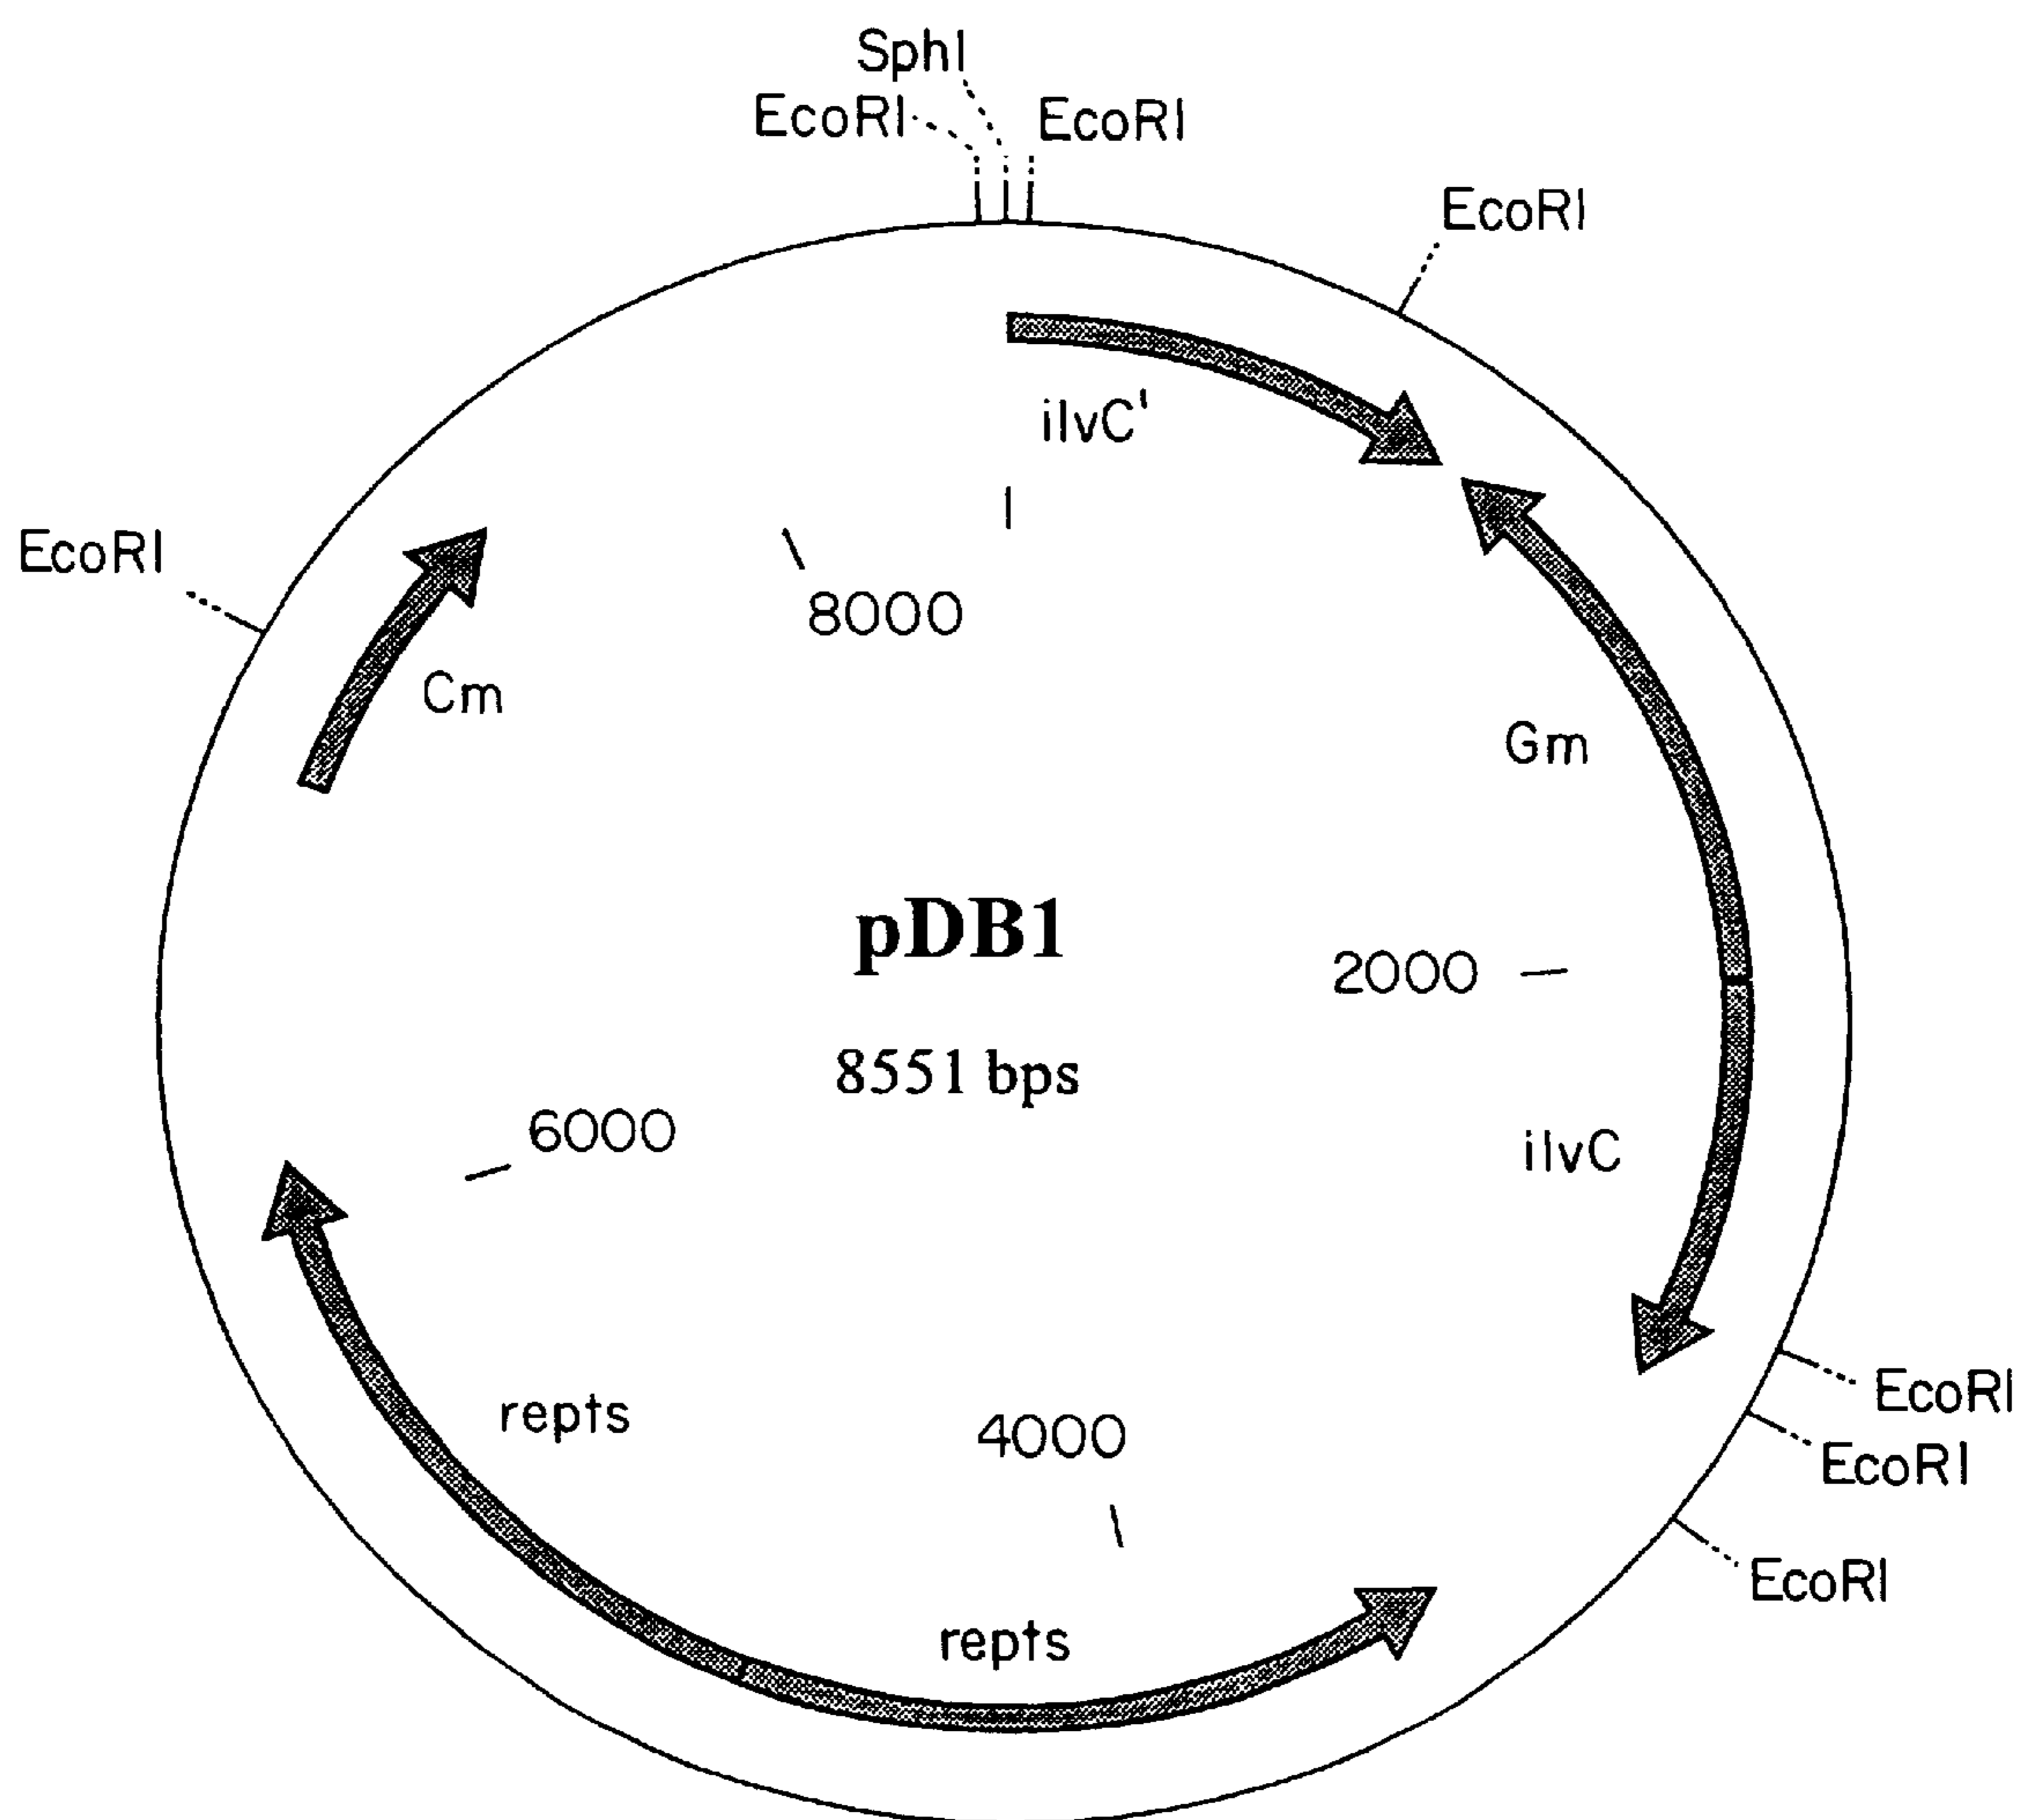 SphI
EcoRI
EcoRI
EcoRI
ilvC'
I
EcoRI
8000
Cm
Gm
pDB1
2000
8551 bps
6000
ilvC
EcoRI
repts
4000
EcoRI
EcoRI
repts